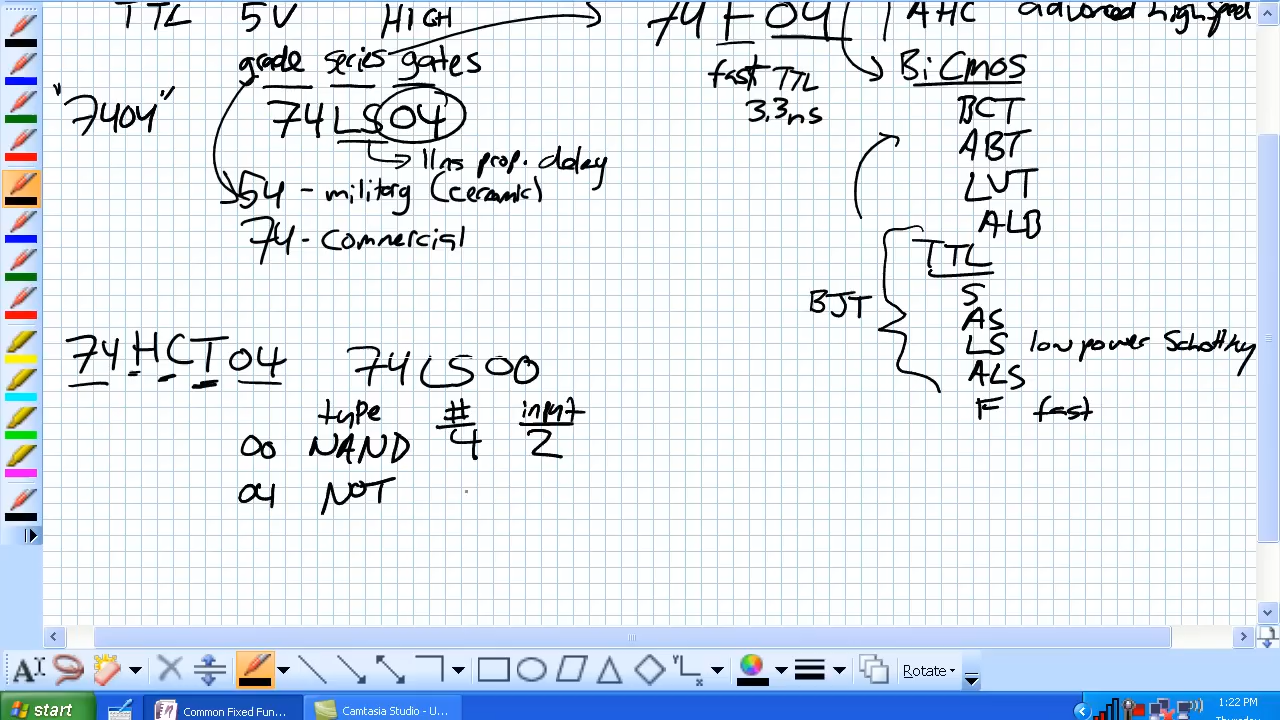 TTL 5V HIGH
grade series gates
"7404"
74LS04
11ns prop. delay
54 - military (ceramic)
74 - Commercial
74F04
fast TTL
3.3ns
AHC advanced high speed
BiCmos
BCT
ABT
LVT
ALB
TTL
BJT
S
AS
LS low power Schottky
ALS
F fast
74HCT04 74LS00
type # input
00 NAND 4 2
04 NOT
Rotate
start
Common Fixed Fun...
Camtasia Studio - U...
1:22 PM